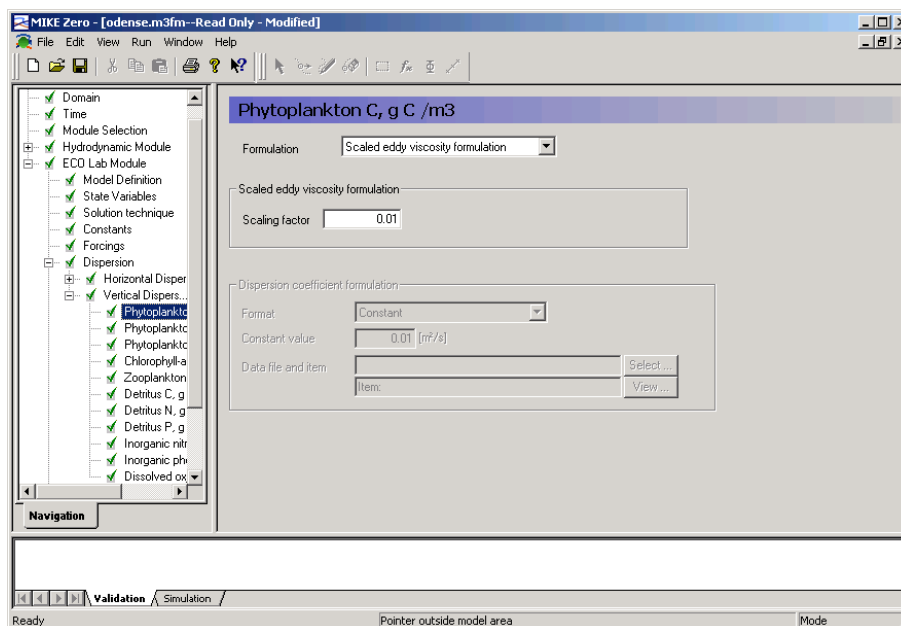 MIKE Zero - [odense.m3fm--Read Only - Modified]
File Edit View Run Window Help
Domain
Time
Module Selection
Hydrodynamic Module
ECO Lab Module
Model Definition
State Variables
Solution technique
Constants
Forcings
Dispersion
Horizontal Disper
Vertical Dispers...
Phytoplankto
Phytoplankto
Phytoplankto
Chlorophyll-a
Zooplankton
Detritus C, g
Detritus N, g
Detritus P, g
Inorganic nitr
Inorganic ph
Dissolved ox
Navigation
Phytoplankton C, g C /m3
Formulation Scaled eddy viscosity formulation
Scaled eddy viscosity formulation
Scaling factor 0.01
Dispersion coefficient formulation
Format Constant
Constant value 0.01 [m²/s]
Data file and item Select ...
Item: View ...
Validation Simulation
Ready Pointer outside model area Mode